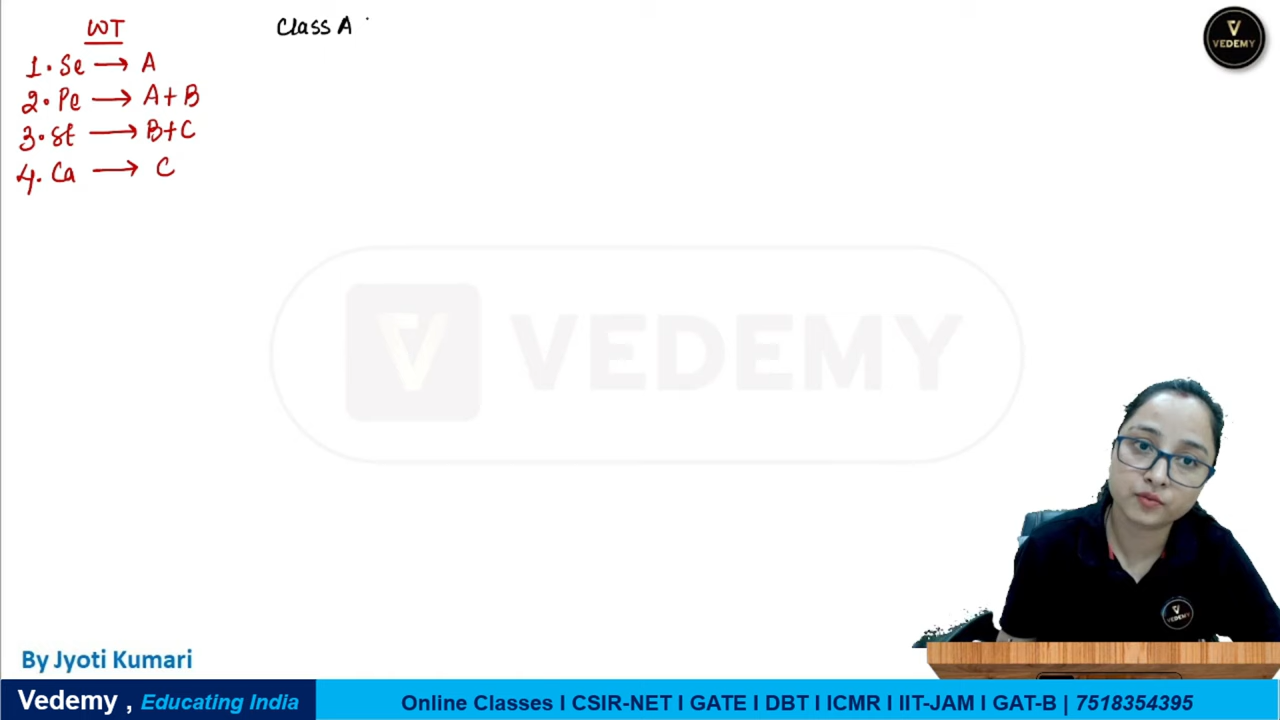 WT
1. Se → A
2. Pe → A+B
3. St → B+C
4. Ca → C
Class A
V
VEDEMY
V VEDEMY
V
VEDEMY
By Jyoti Kumari
Vedemy , Educating India
Online Classes I CSIR-NET I GATE I DBT I ICMR I IIT-JAM I GAT-B | 7518354395